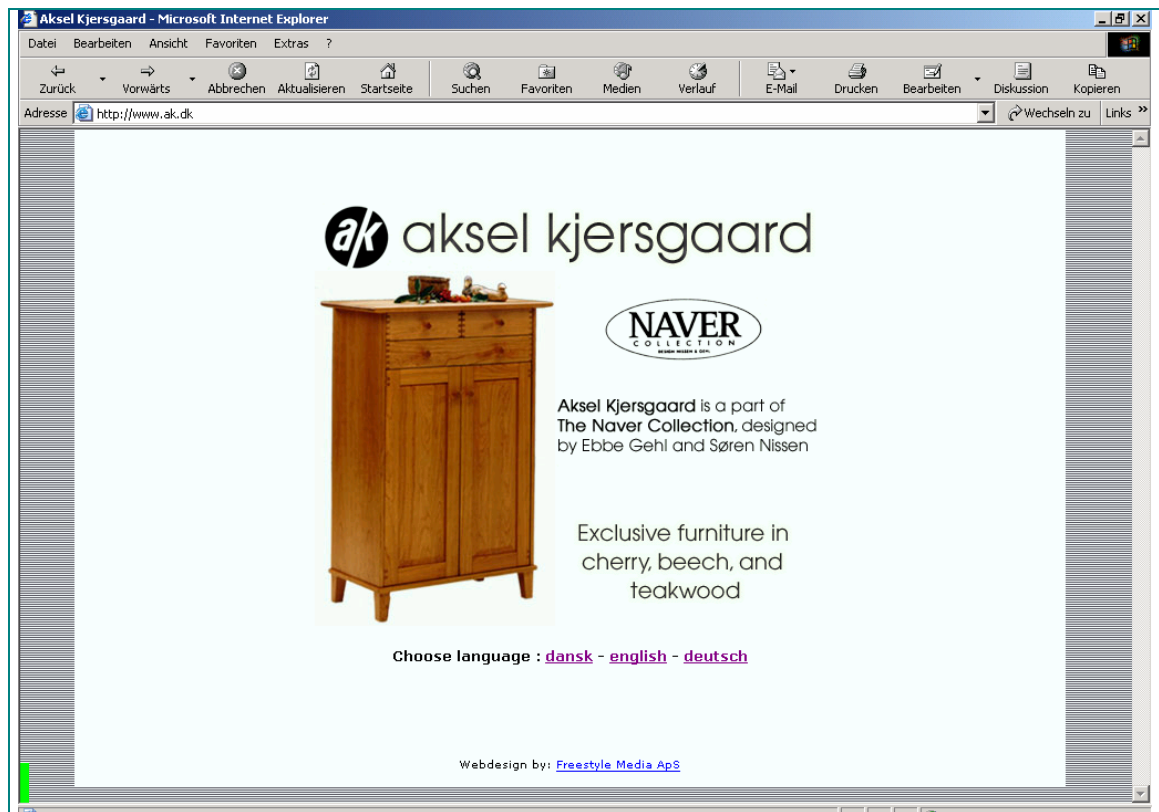 Aksel Kjersgaard - Microsoft Internet Explorer
Datei Bearbeiten Ansicht Favoriten Extras ?
Zurück Vorwärts Abbrechen Aktualisieren Startseite Suchen Favoriten Medien Verlauf E-Mail Drucken Bearbeiten Diskussion Kopieren
Adresse http://www.ak.dk Wechseln zu Links »
ak aksel kjersgaard
NAVER
COLLECTION
DESIGN NISSEN & GEHL
Aksel Kjersgaard is a part of
The Naver Collection, designed
by Ebbe Gehl and Søren Nissen
Exclusive furniture in
cherry, beech, and
teakwood
Choose language : dansk - english - deutsch
Webdesign by: Freestyle Media ApS